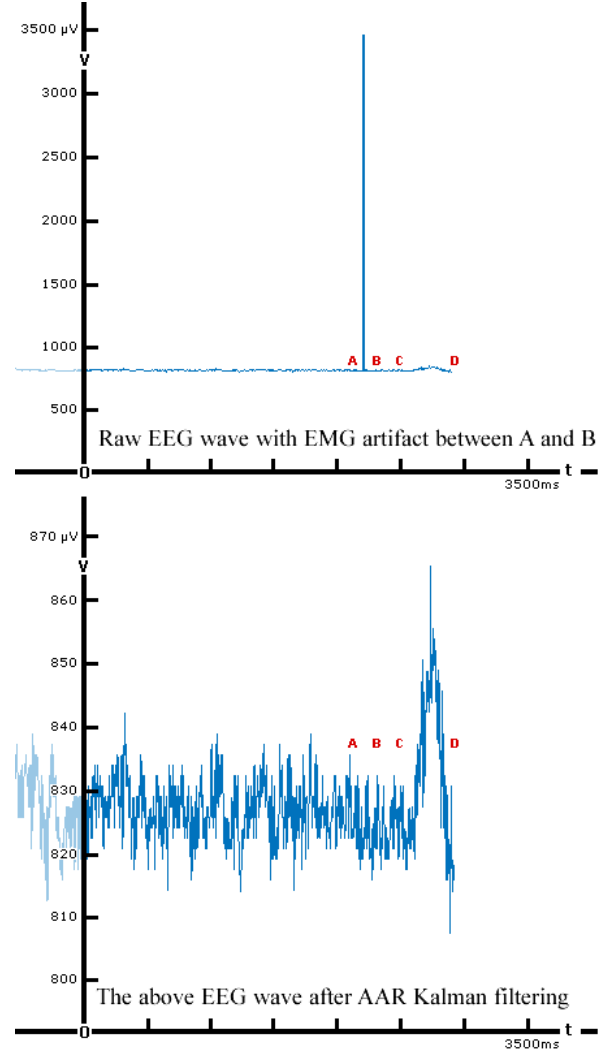 3500 µV
V
3000
2500
2000
1500
1000
A B C D
500
Raw EEG wave with EMG artifact between A and B
0 t
3500ms
870 µV
V
860
850
840
A B C D
830
820
810
800
The above EEG wave after AAR Kalman filtering
0 t
3500ms